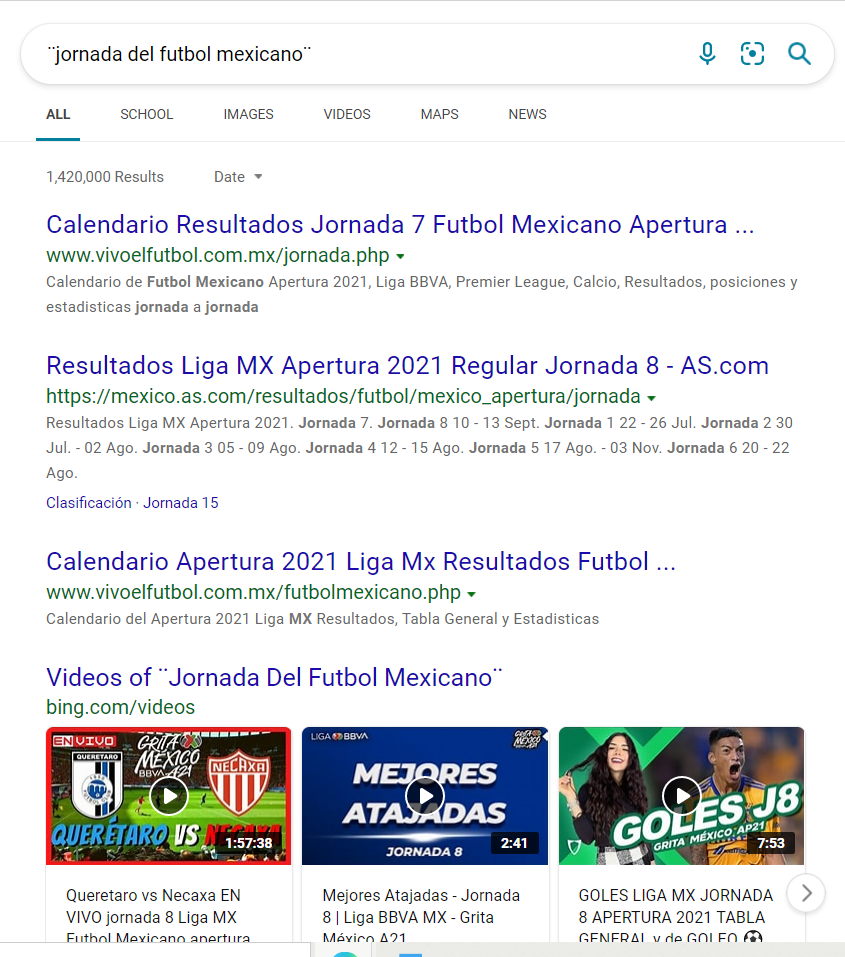 ¨jornada del futbol mexicano¨
ALL SCHOOL IMAGES VIDEOS MAPS NEWS
1,420,000 Results Date
Calendario Resultados Jornada 7 Futbol Mexicano Apertura ...
www.vivoelfutbol.com.mx/jornada.php
Calendario de Futbol Mexicano Apertura 2021, Liga BBVA, Premier League, Calcio, Resultados, posiciones y
estadisticas jornada a jornada
Resultados Liga MX Apertura 2021 Regular Jornada 8 - AS.com
https://mexico.as.com/resultados/futbol/mexico_apertura/jornada
Resultados Liga MX Apertura 2021. Jornada 7. Jornada 8 10 - 13 Sept. Jornada 1 22 - 26 Jul. Jornada 2 30
Jul. - 02 Ago. Jornada 3 05 - 09 Ago. Jornada 4 12 - 15 Ago. Jornada 5 17 Ago. - 03 Nov. Jornada 6 20 - 22
Ago.
Clasificación · Jornada 15
Calendario Apertura 2021 Liga Mx Resultados Futbol ...
www.vivoelfutbol.com.mx/futbolmexicano.php
Calendario del Apertura 2021 Liga MX Resultados, Tabla General y Estadisticas
Videos of ¨Jornada Del Futbol Mexicano¨
bing.com/videos
EN VIVO
GRITA
MÉXICO
BBVA A21
QUERETARO
NECAXA
QUERÉTARO VS NECAXA
1:57:38
LIGA BBVA
GRITA
MÉXICO
MEJORES
ATAJADAS
JORNADA 8
2:41
GOLES J8
GRITA MÉXICO AP21
7:53
Queretaro vs Necaxa EN
VIVO jornada 8 Liga MX
Futbol Mexicano apertura
Mejores Atajadas - Jornada
8 | Liga BBVA MX - Grita
México A21
GOLES LIGA MX JORNADA
8 APERTURA 2021 TABLA
GENERAL y de GOLEO ⚽